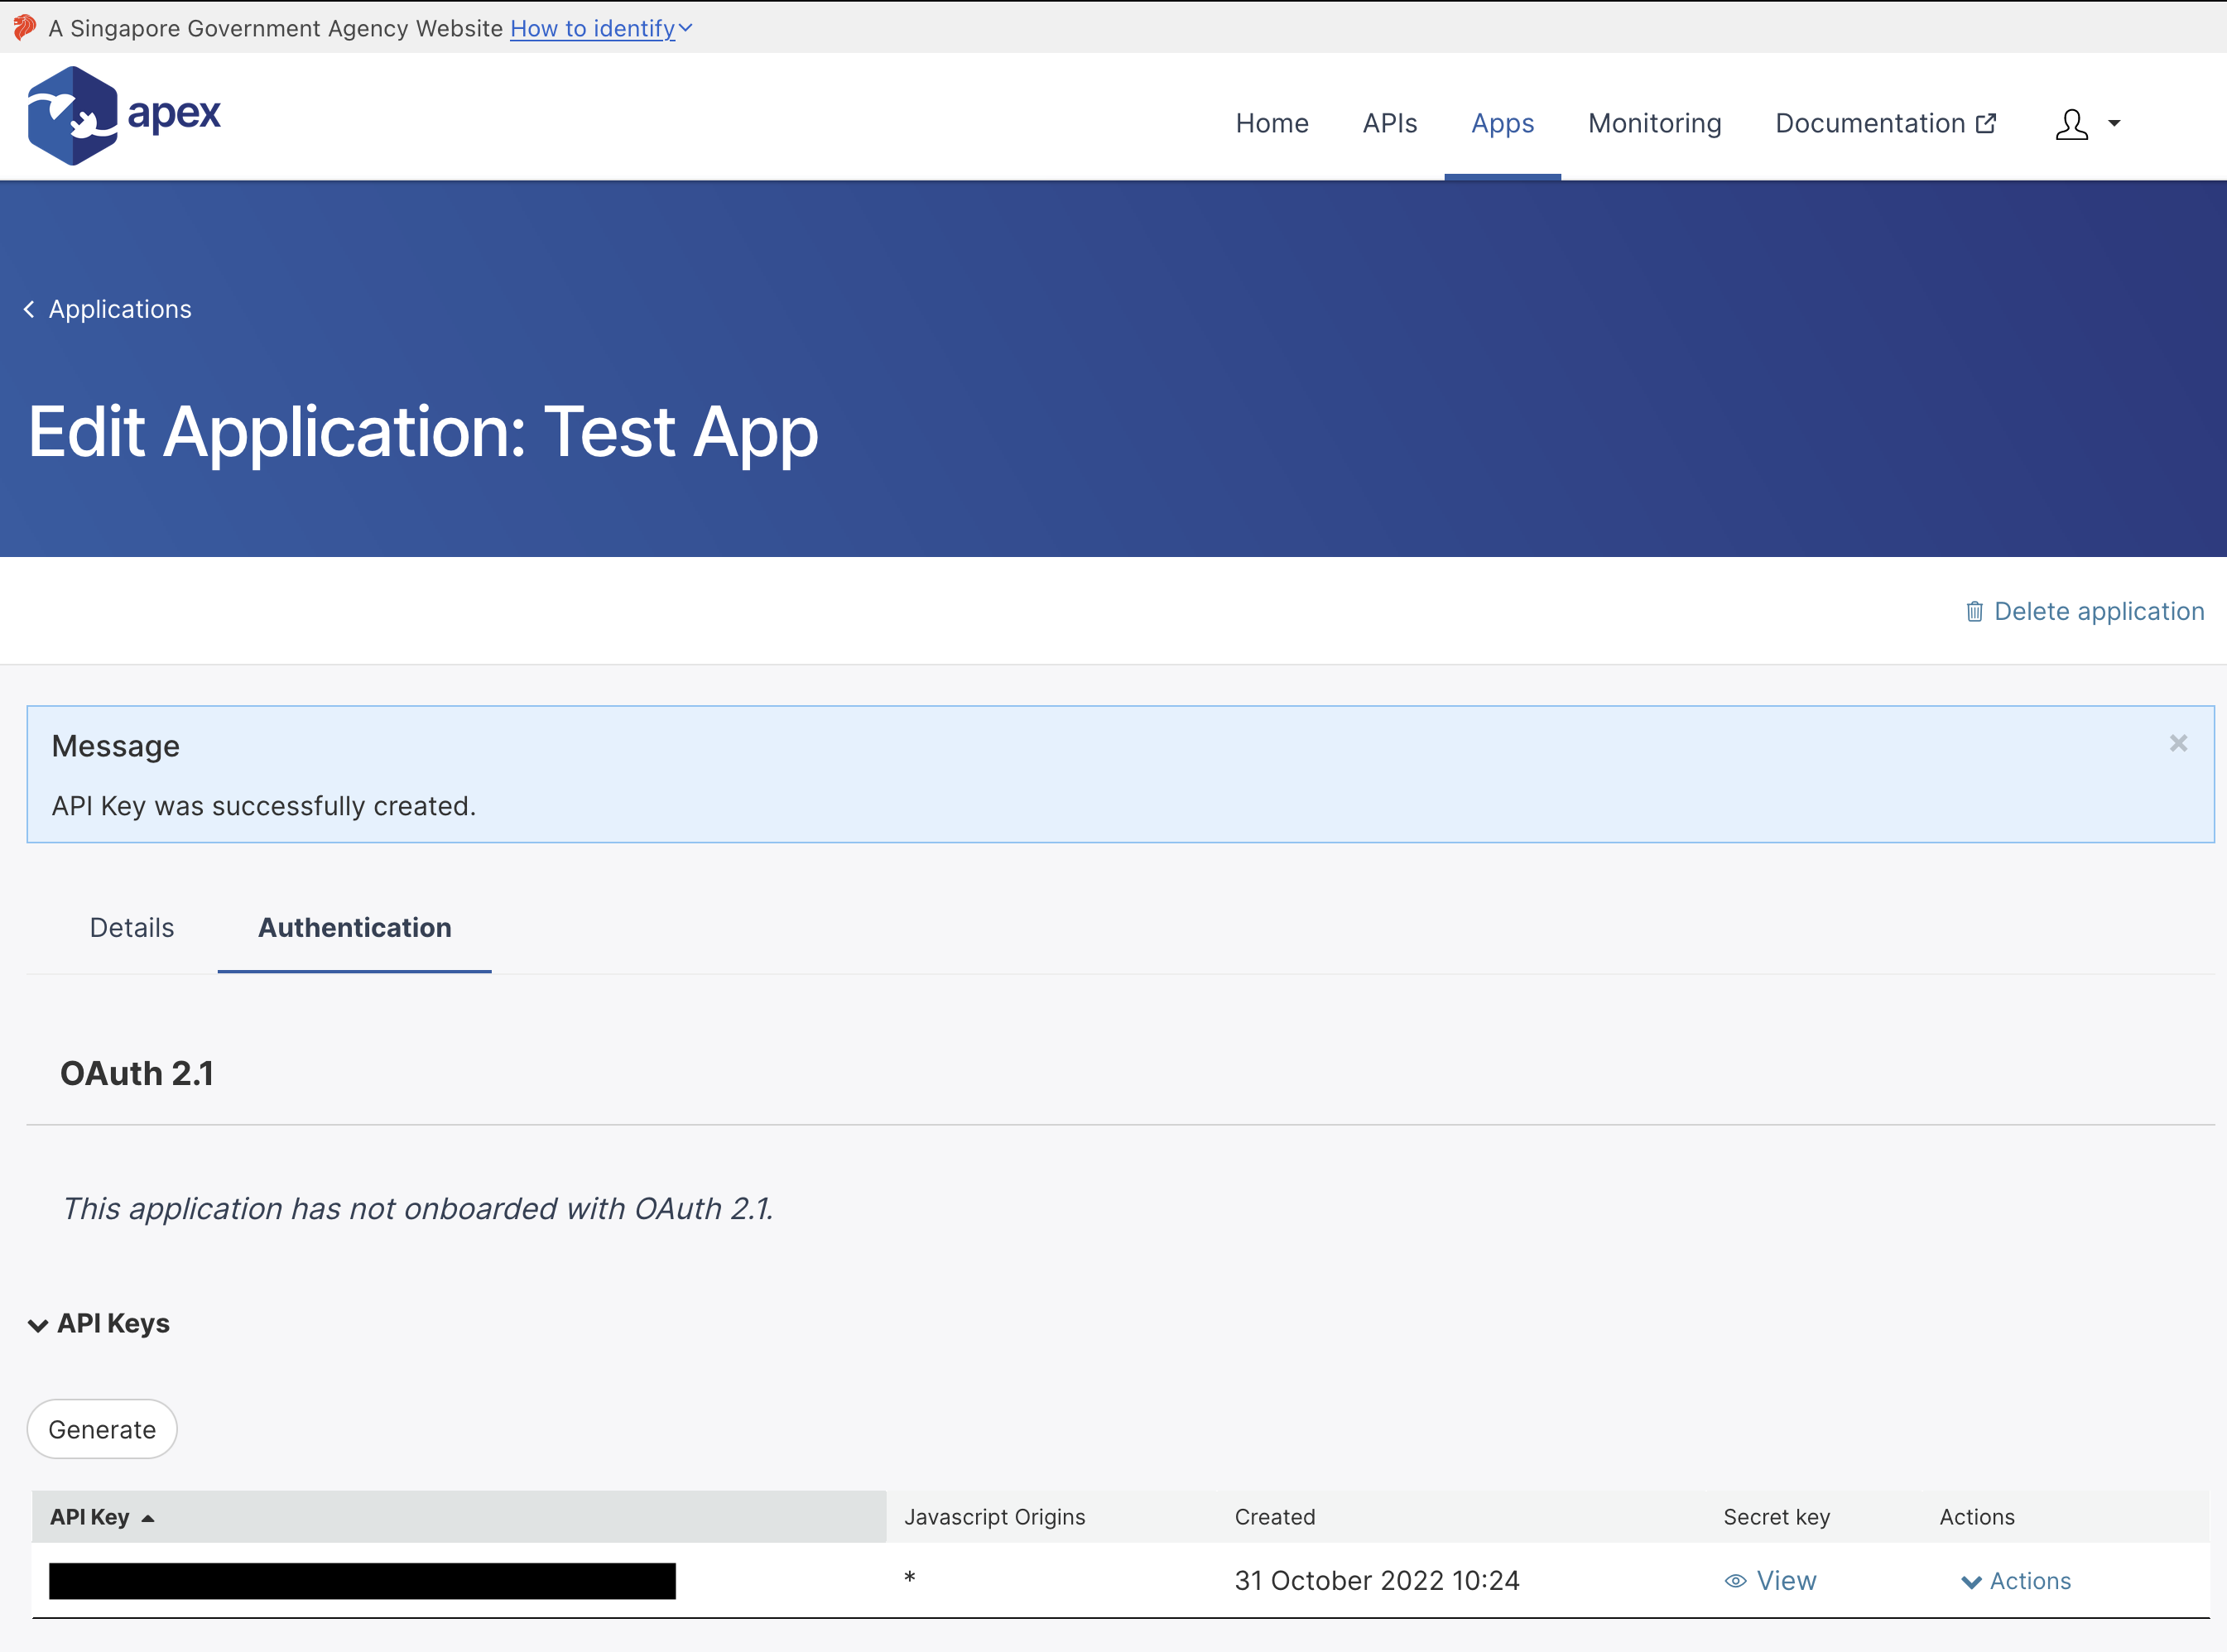 A Singapore Government Agency Website How to identify
apex
Home APIs Apps Monitoring Documentation
Applications
Edit Application: Test App
Delete application
Message
API Key was successfully created.
Details Authentication
OAuth 2.1
This application has not onboarded with OAuth 2.1.
API Keys
Generate
API Key Javascript Origins Created Secret key Actions
* 31 October 2022 10:24 View Actions